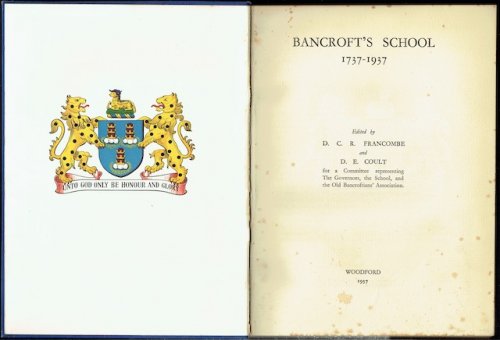 UNTO GOD ONLY BE HONOUR AND GLORY
BANCROFT'S SCHOOL
1737-1937
Edited by
D. C. R. FRANCOMBE
and
D. E. COULT
for a Committee representing
The Governors, the School, and
the Old Bancroftians' Association.
WOODFORD
1937